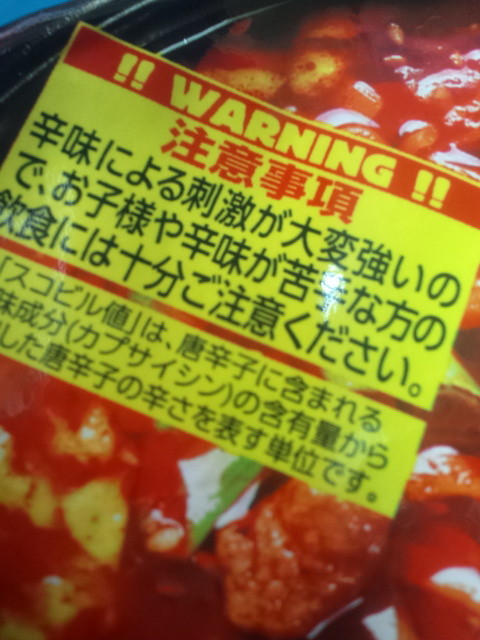 !! WARNING !!
注意事項
辛味による刺激が大変強いの
で、お子様や辛味が苦手な方の
飲食には十分ご注意ください。
「スコビル値」は、唐辛子に含まれる
味成分(カプサイシン)の含有量から
した唐辛子の辛さを表す単位です。